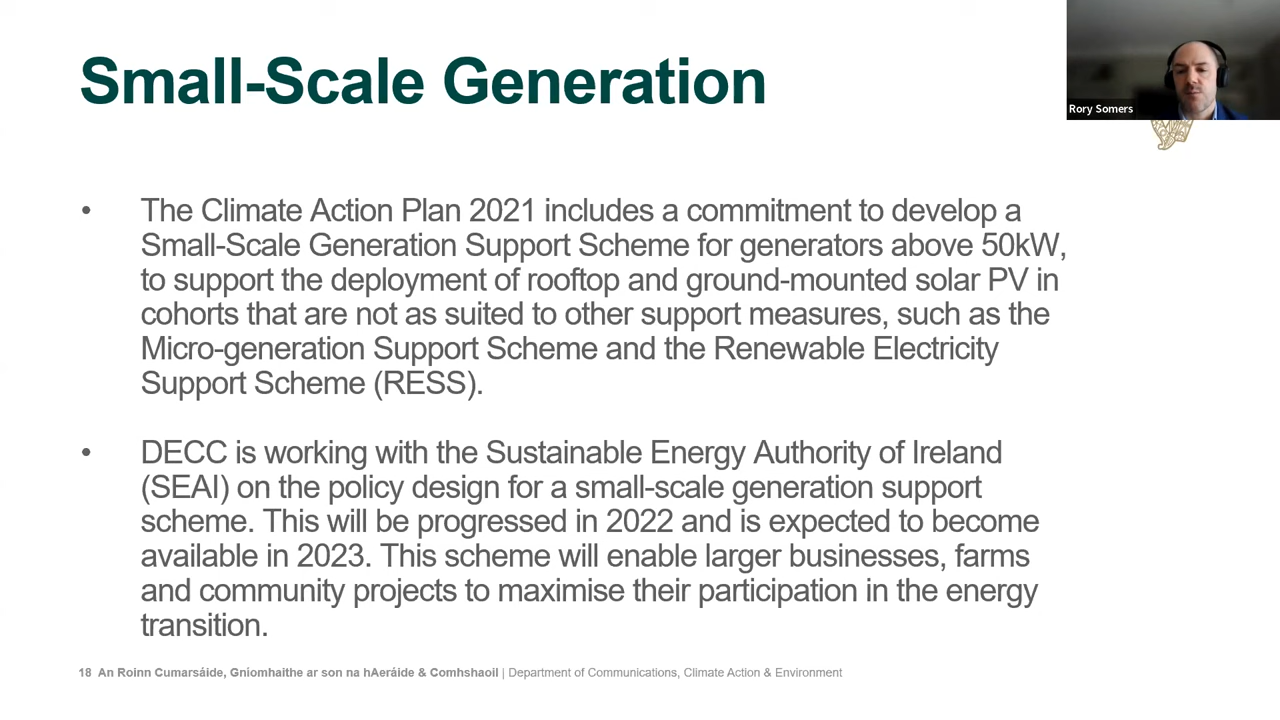 Small-Scale Generation
Rory Somers
• The Climate Action Plan 2021 includes a commitment to develop a
Small-Scale Generation Support Scheme for generators above 50kW,
to support the deployment of rooftop and ground-mounted solar PV in
cohorts that are not as suited to other support measures, such as the
Micro-generation Support Scheme and the Renewable Electricity
Support Scheme (RESS).
• DECC is working with the Sustainable Energy Authority of Ireland
(SEAI) on the policy design for a small-scale generation support
scheme. This will be progressed in 2022 and is expected to become
available in 2023. This scheme will enable larger businesses, farms
and community projects to maximise their participation in the energy
transition.
18 An Roinn Cumarsáide, Gníomhaithe ar son na hAeráide & Comhshaoil | Department of Communications, Climate Action & Environment